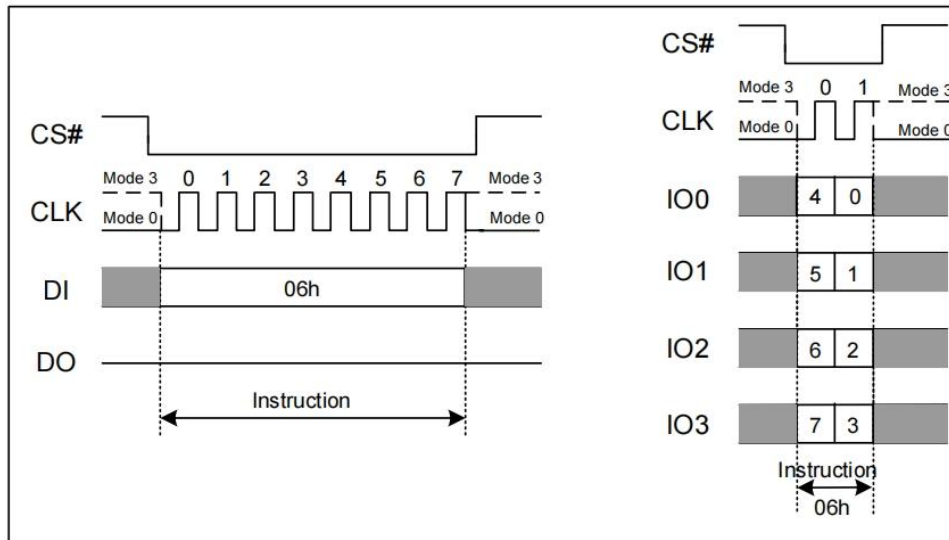 CS#
Mode 3 0 1 2 3 4 5 6 7 Mode 3
CLK
Mode 0 Mode 0
DI 06h
DO
Instruction
CS#
Mode 3 0 1 Mode 3
CLK
Mode 0 Mode 0
IO0 4 0
IO1 5 1
IO2 6 2
IO3 7 3
Instruction
06h